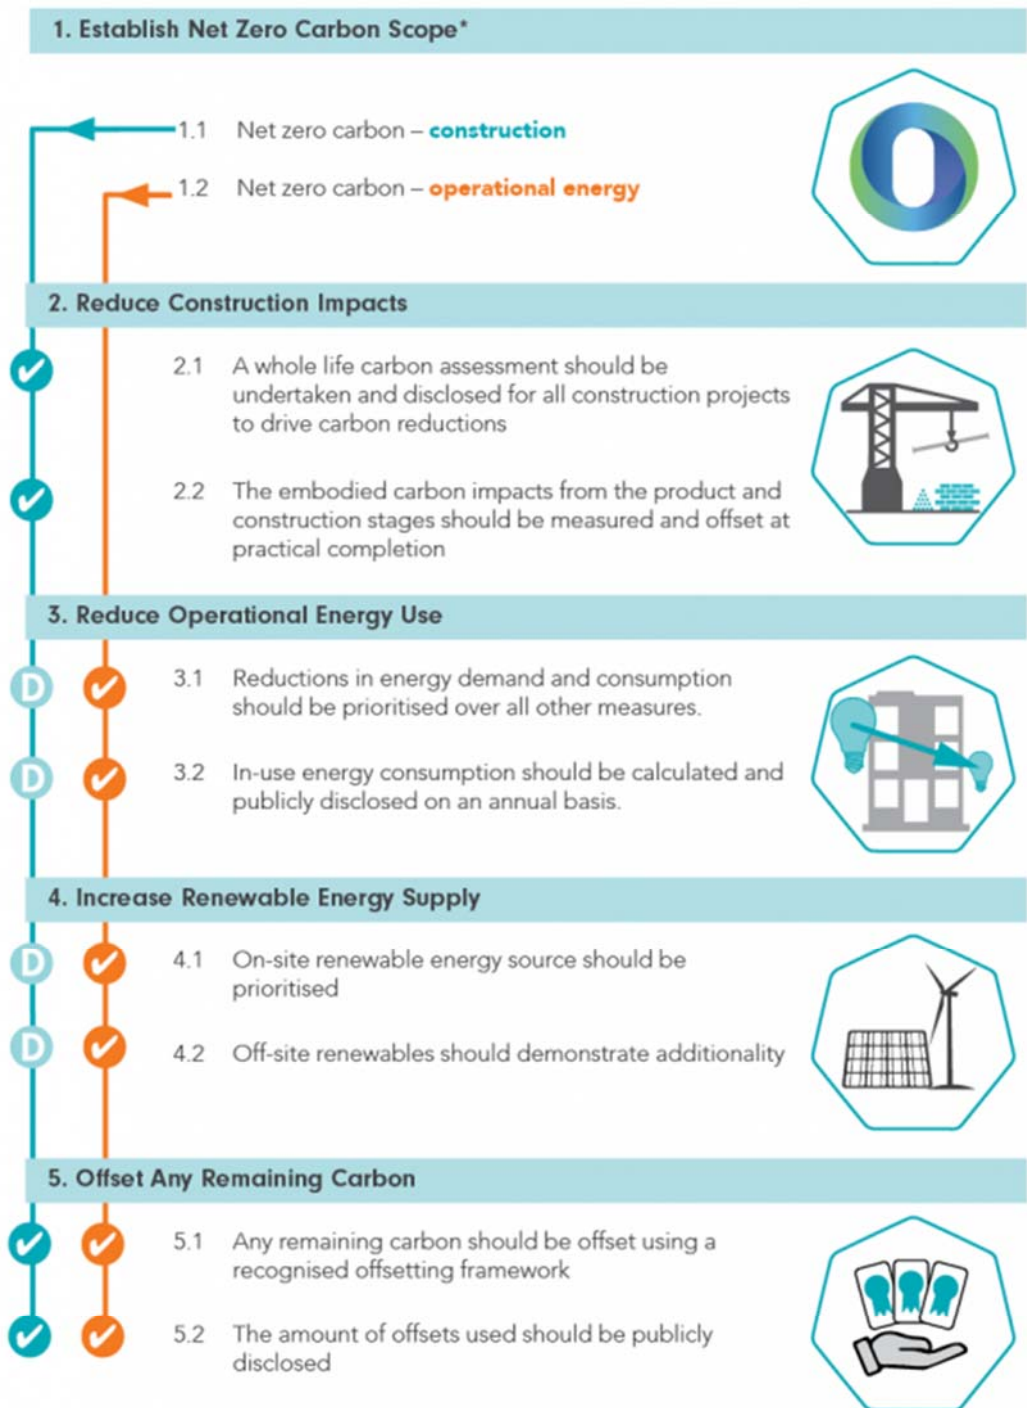 1. Establish Net Zero Carbon Scope*
1.1 Net zero carbon – construction
1.2 Net zero carbon – operational energy
2. Reduce Construction Impacts
2.1 A whole life carbon assessment should be
undertaken and disclosed for all construction projects
to drive carbon reductions
2.2 The embodied carbon impacts from the product and
construction stages should be measured and offset at
practical completion
3. Reduce Operational Energy Use
D 3.1 Reductions in energy demand and consumption
should be prioritised over all other measures.
D 3.2 In-use energy consumption should be calculated and
publicly disclosed on an annual basis.
4. Increase Renewable Energy Supply
D 4.1 On-site renewable energy source should be
prioritised
D 4.2 Off-site renewables should demonstrate additionality
5. Offset Any Remaining Carbon
5.1 Any remaining carbon should be offset using a
recognised offsetting framework
5.2 The amount of offsets used should be publicly
disclosed